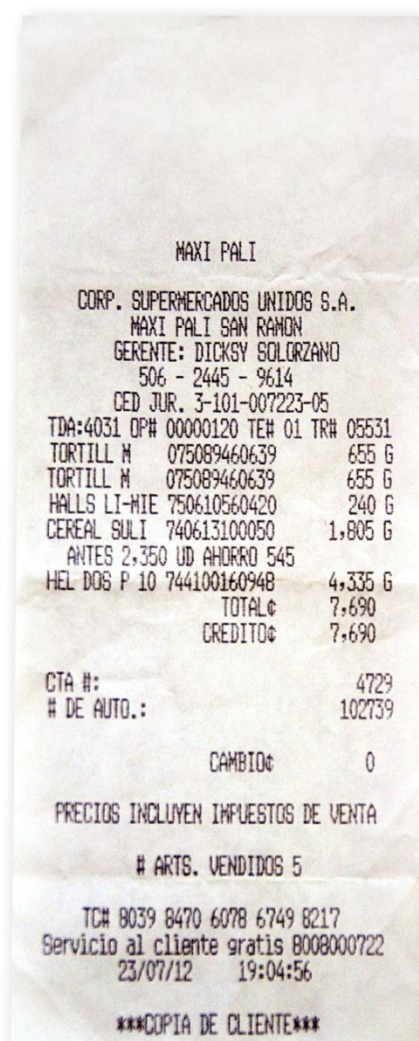 MAXI PALI
CORP. SUPERMERCADOS UNIDOS S.A.
MAXI PALI SAN RAMON
GERENTE: DICKSY SOLORZANO
506 - 2445 - 9614
CED JUR. 3-101-007223-05
TDA:4031 OP# 00000120 TE# 01 TR# 05531
TORTILL M 075089460639 655 G
TORTILL M 075089460639 655 G
HALLS LI-MIE 750610560420 240 G
CEREAL SULI 740613100050 1,805 G
ANTES 2,350 UD AHORRO 545
HEL DOS P 10 744100160948 4,335 G
TOTAL¢ 7,690
CREDITO¢ 7,690
CTA #: 4729
# DE AUTO.: 102739
CAMBIO¢ 0
PRECIOS INCLUYEN IMPUESTOS DE VENTA
# ARTS. VENDIDOS 5
TC# 8039 8470 6078 6749 8217
Servicio al cliente gratis 8008000722
23/07/12 19:04:56
***COPIA DE CLIENTE***